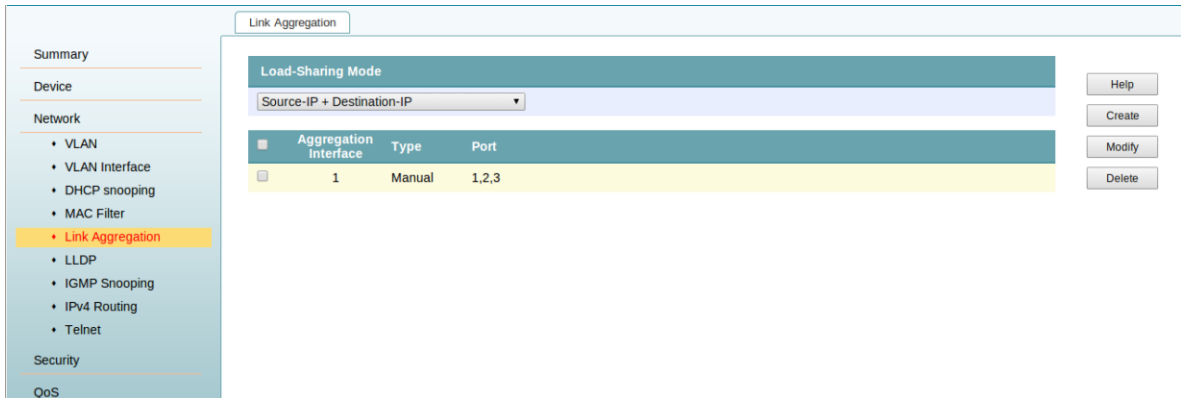 Link Aggregation
Summary
Device
Network
VLAN
VLAN Interface
DHCP snooping
MAC Filter
Link Aggregation
LLDP
IGMP Snooping
IPv4 Routing
Telnet
Security
QoS
Load-Sharing Mode
Source-IP + Destination-IP
Aggregation Interface Type Port
1 Manual 1,2,3
Help
Create
Modify
Delete